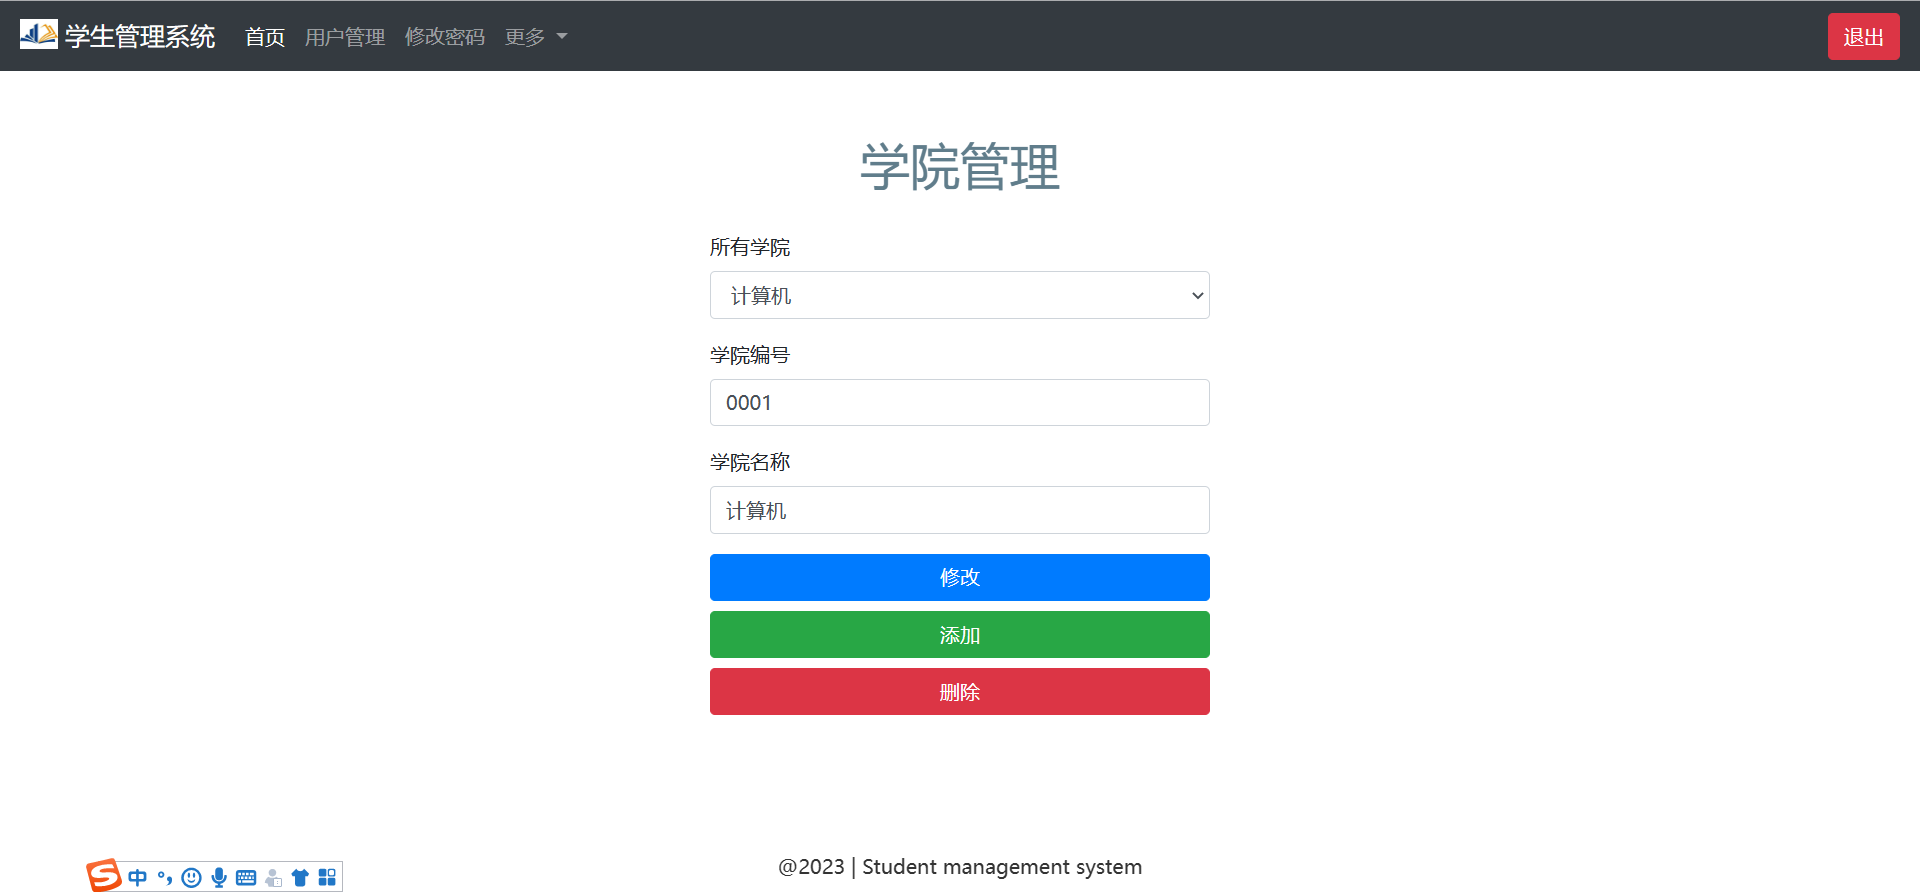 学生管理系统 首页 用户管理 修改密码 更多 退出
学院管理
所有学院
计算机
学院编号
0001
学院名称
计算机
修改
添加
删除
@2023 | Student management system
S 中